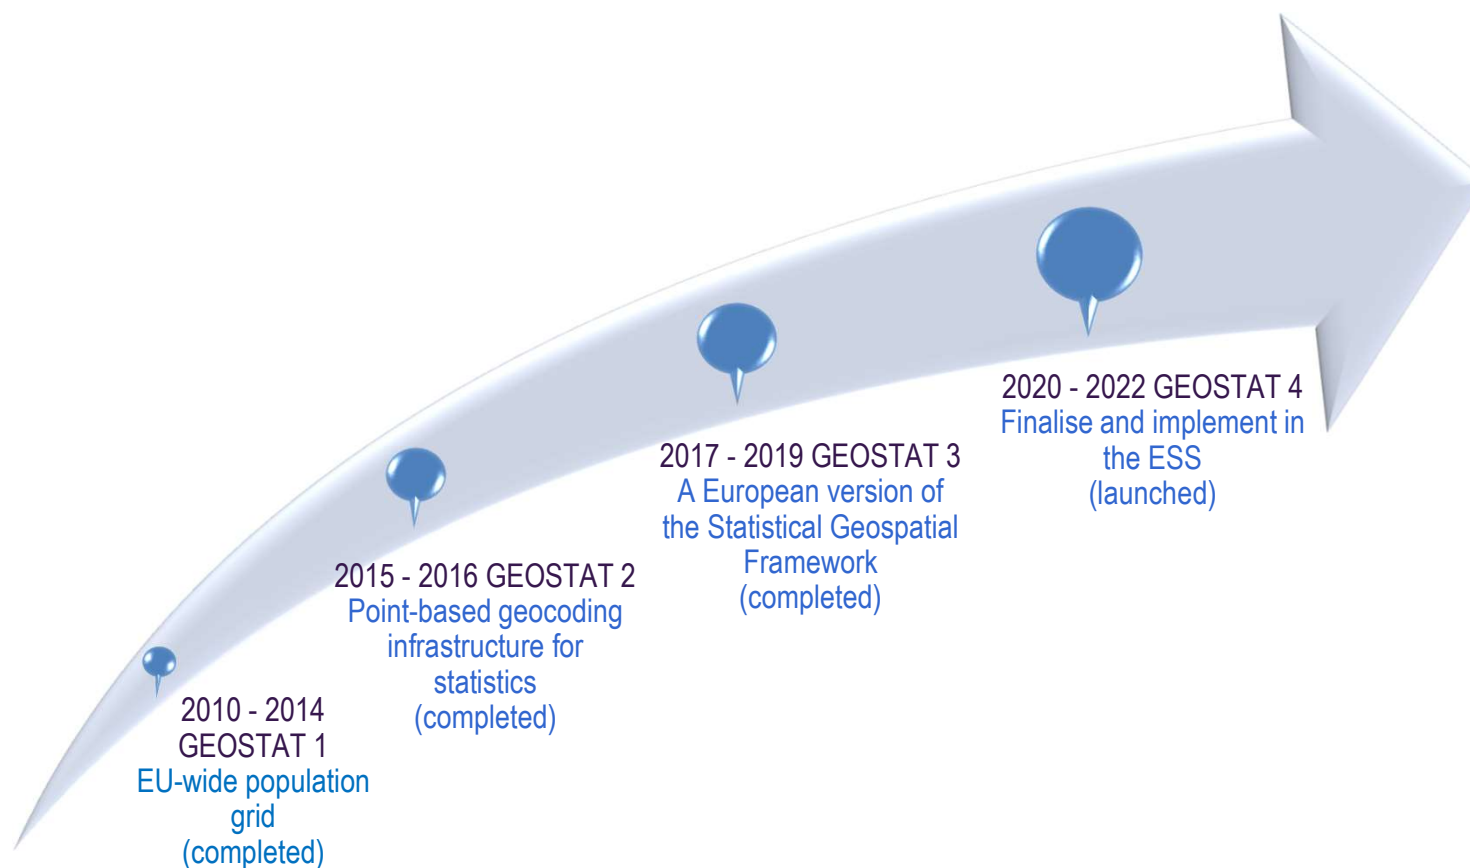 2010 - 2014
GEOSTAT 1
EU-wide population
grid
(completed)
2015 - 2016 GEOSTAT 2
Point-based geocoding
infrastructure for
statistics
(completed)
2017 - 2019 GEOSTAT 3
A European version of
the Statistical Geospatial
Framework
(completed)
2020 - 2022 GEOSTAT 4
Finalise and implement in
the ESS
(launched)